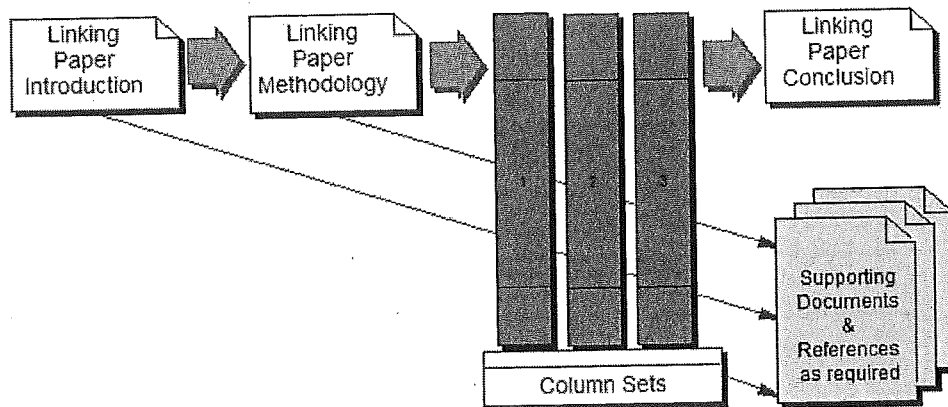 Linking
Paper
Introduction
Linking
Paper
Methodology
1
2
3
Linking
Paper
Conclusion
Supporting
Documents
&
References
as required
Column Sets